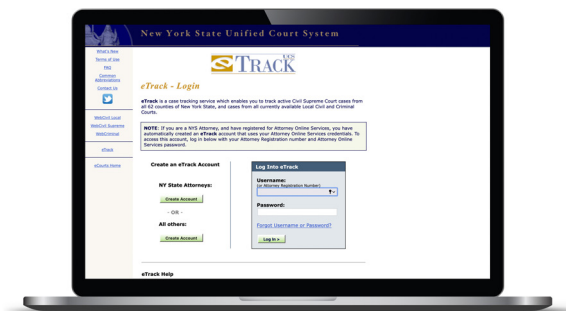 New York State Unified Court System
What's New
Terms of Use
FAQ
Common
Abbreviations
Contact Us
WebCivil Local
WebCivil Supreme
WebCriminal
eTrack
eCourts Home
UCS
eTRACK
eTrack - Login
eTrack is a case tracking service which enables you to track active Civil Supreme Court cases from
all 62 counties of New York State, and cases from all currently available Local Civil and Criminal
Courts.
NOTE: If you are a NYS Attorney, and have registered for Attorney Online Services, you have
automatically created an eTrack account that uses your Attorney Online Services credentials. To
access this account, log in below with your Attorney Registration number and Attorney Online
Services password.
Create an eTrack Account
NY State Attorneys:
Create Account
- OR -
All others:
Create Account
Log Into eTrack
Username:
(or Attorney Registration Number)
Password:
Forgot Username or Password?
Log In >
eTrack Help